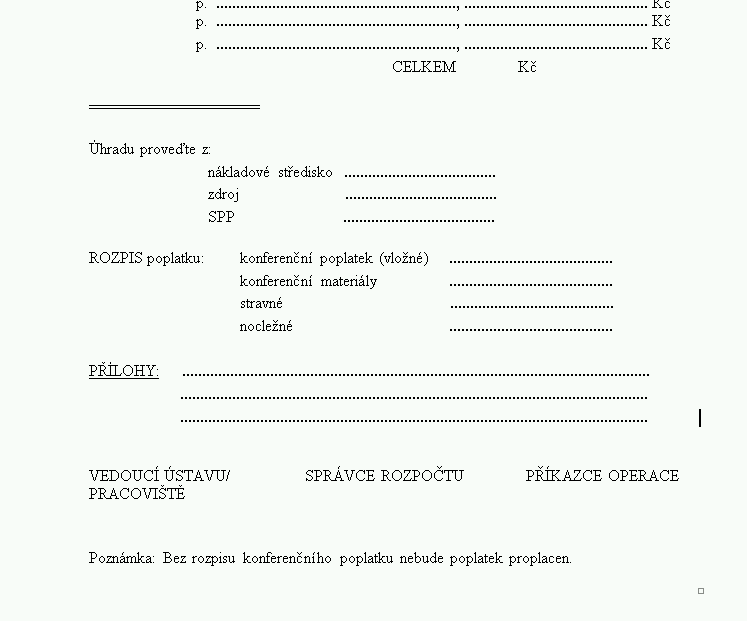 p. ............................................................, .............................................. Kč
p. ............................................................, .............................................. Kč
p. ............................................................, .............................................. Kč
CELKEM Kč
Úhradu proveďte z:
nákladové středisko ......................................
zdroj ......................................
SPP ......................................
ROZPIS poplatku: konferenční poplatek (vložné) .........................................
konferenční materiály .........................................
stravné .........................................
nocležné .........................................
PŘÍLOHY: .....................................................................................................................
.....................................................................................................................
.....................................................................................................................
VEDOUCÍ ÚSTAVU/ SPRÁVCE ROZPOČTU PŘÍKAZCE OPERACE
PRACOVIŠTĚ
Poznámka: Bez rozpisu konferenčního poplatku nebude poplatek proplacen.